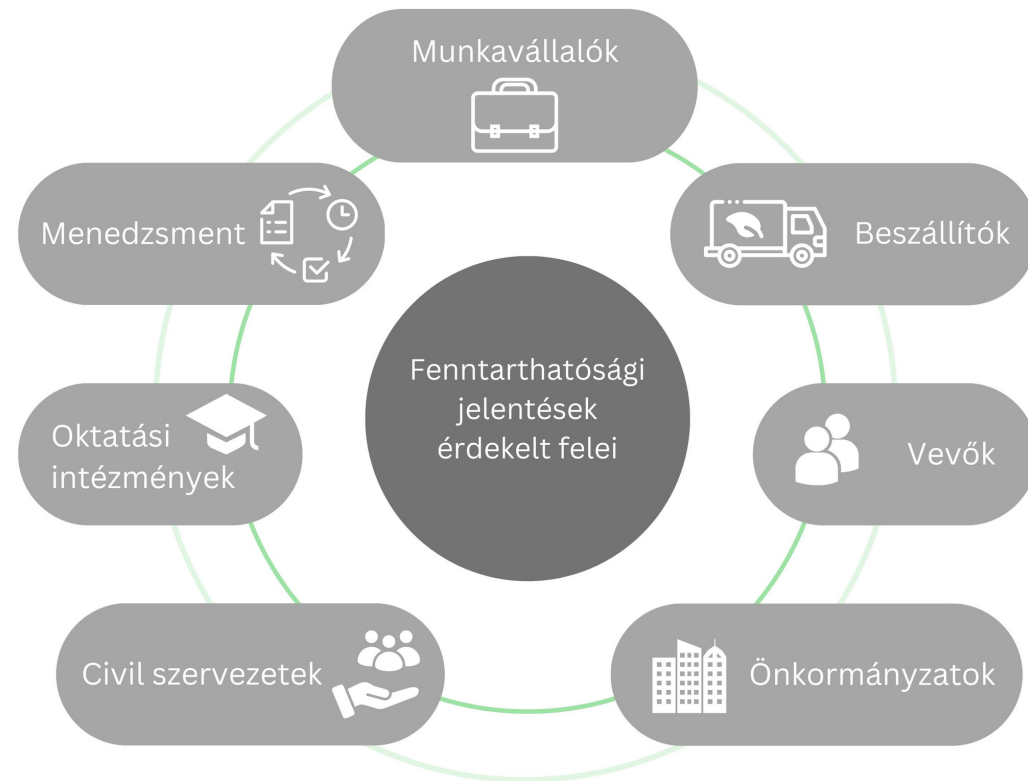 Munkavállalók
Menedzsment
Beszállítók
Fenntarthatósági
jelentések
érdekelt felei
Oktatási
intézmények
Vevők
Civil szervezetek
Önkormányzatok